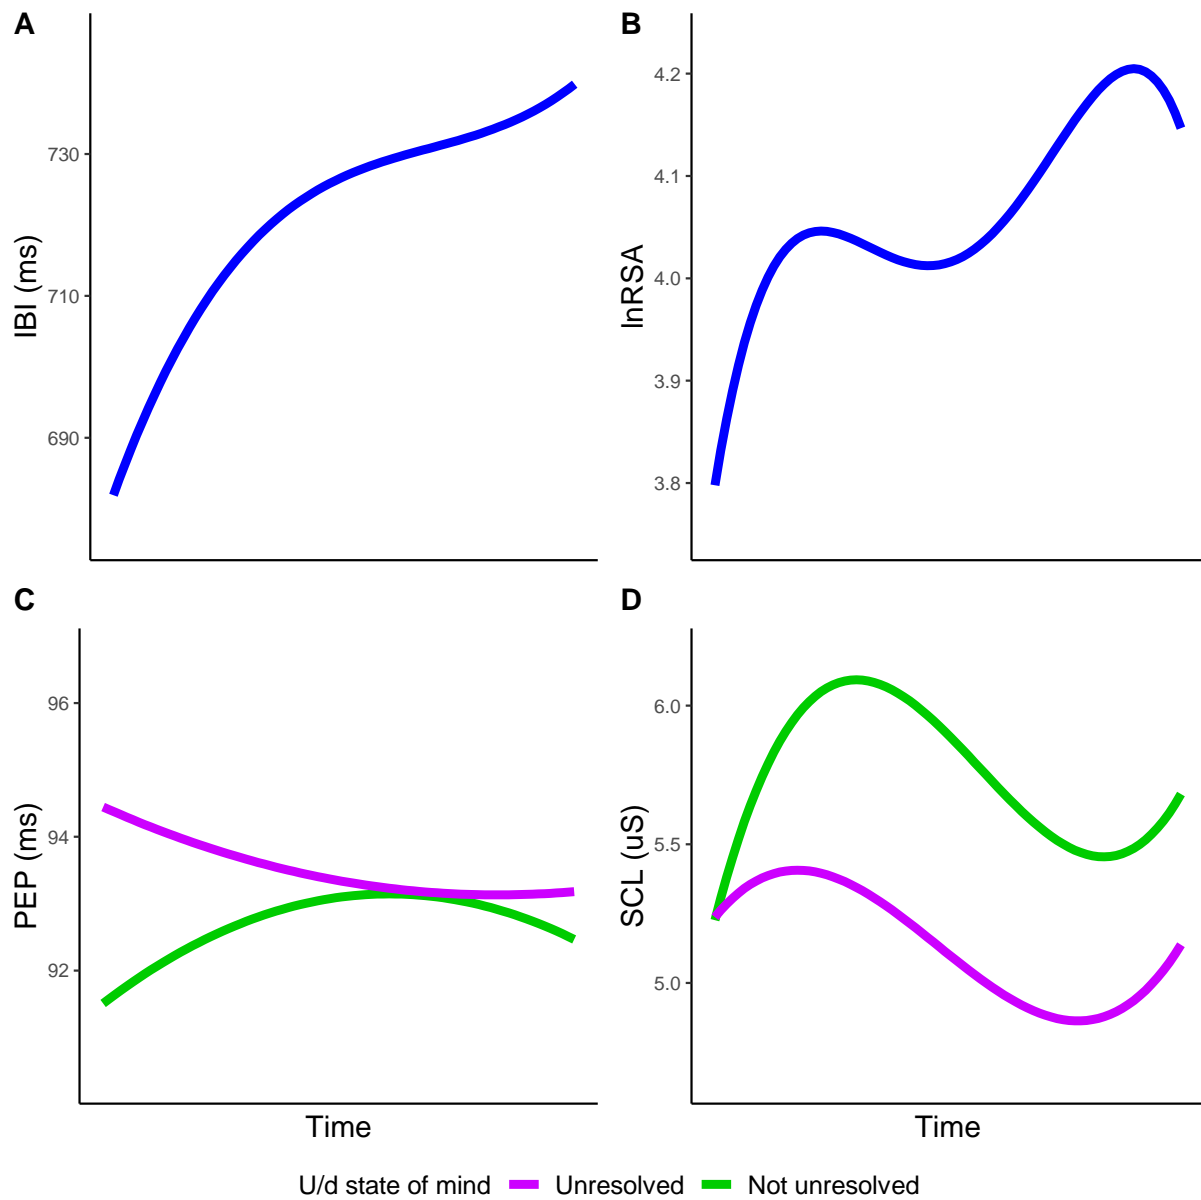 A
B
IBI (ms)
730
710
690
lnRSA
4.2
4.1
4.0
3.9
3.8
C
D
PEP (ms)
96
94
92
Time
SCL (uS)
6.0
5.5
5.0
Time
U/d state of mind Unresolved Not unresolved